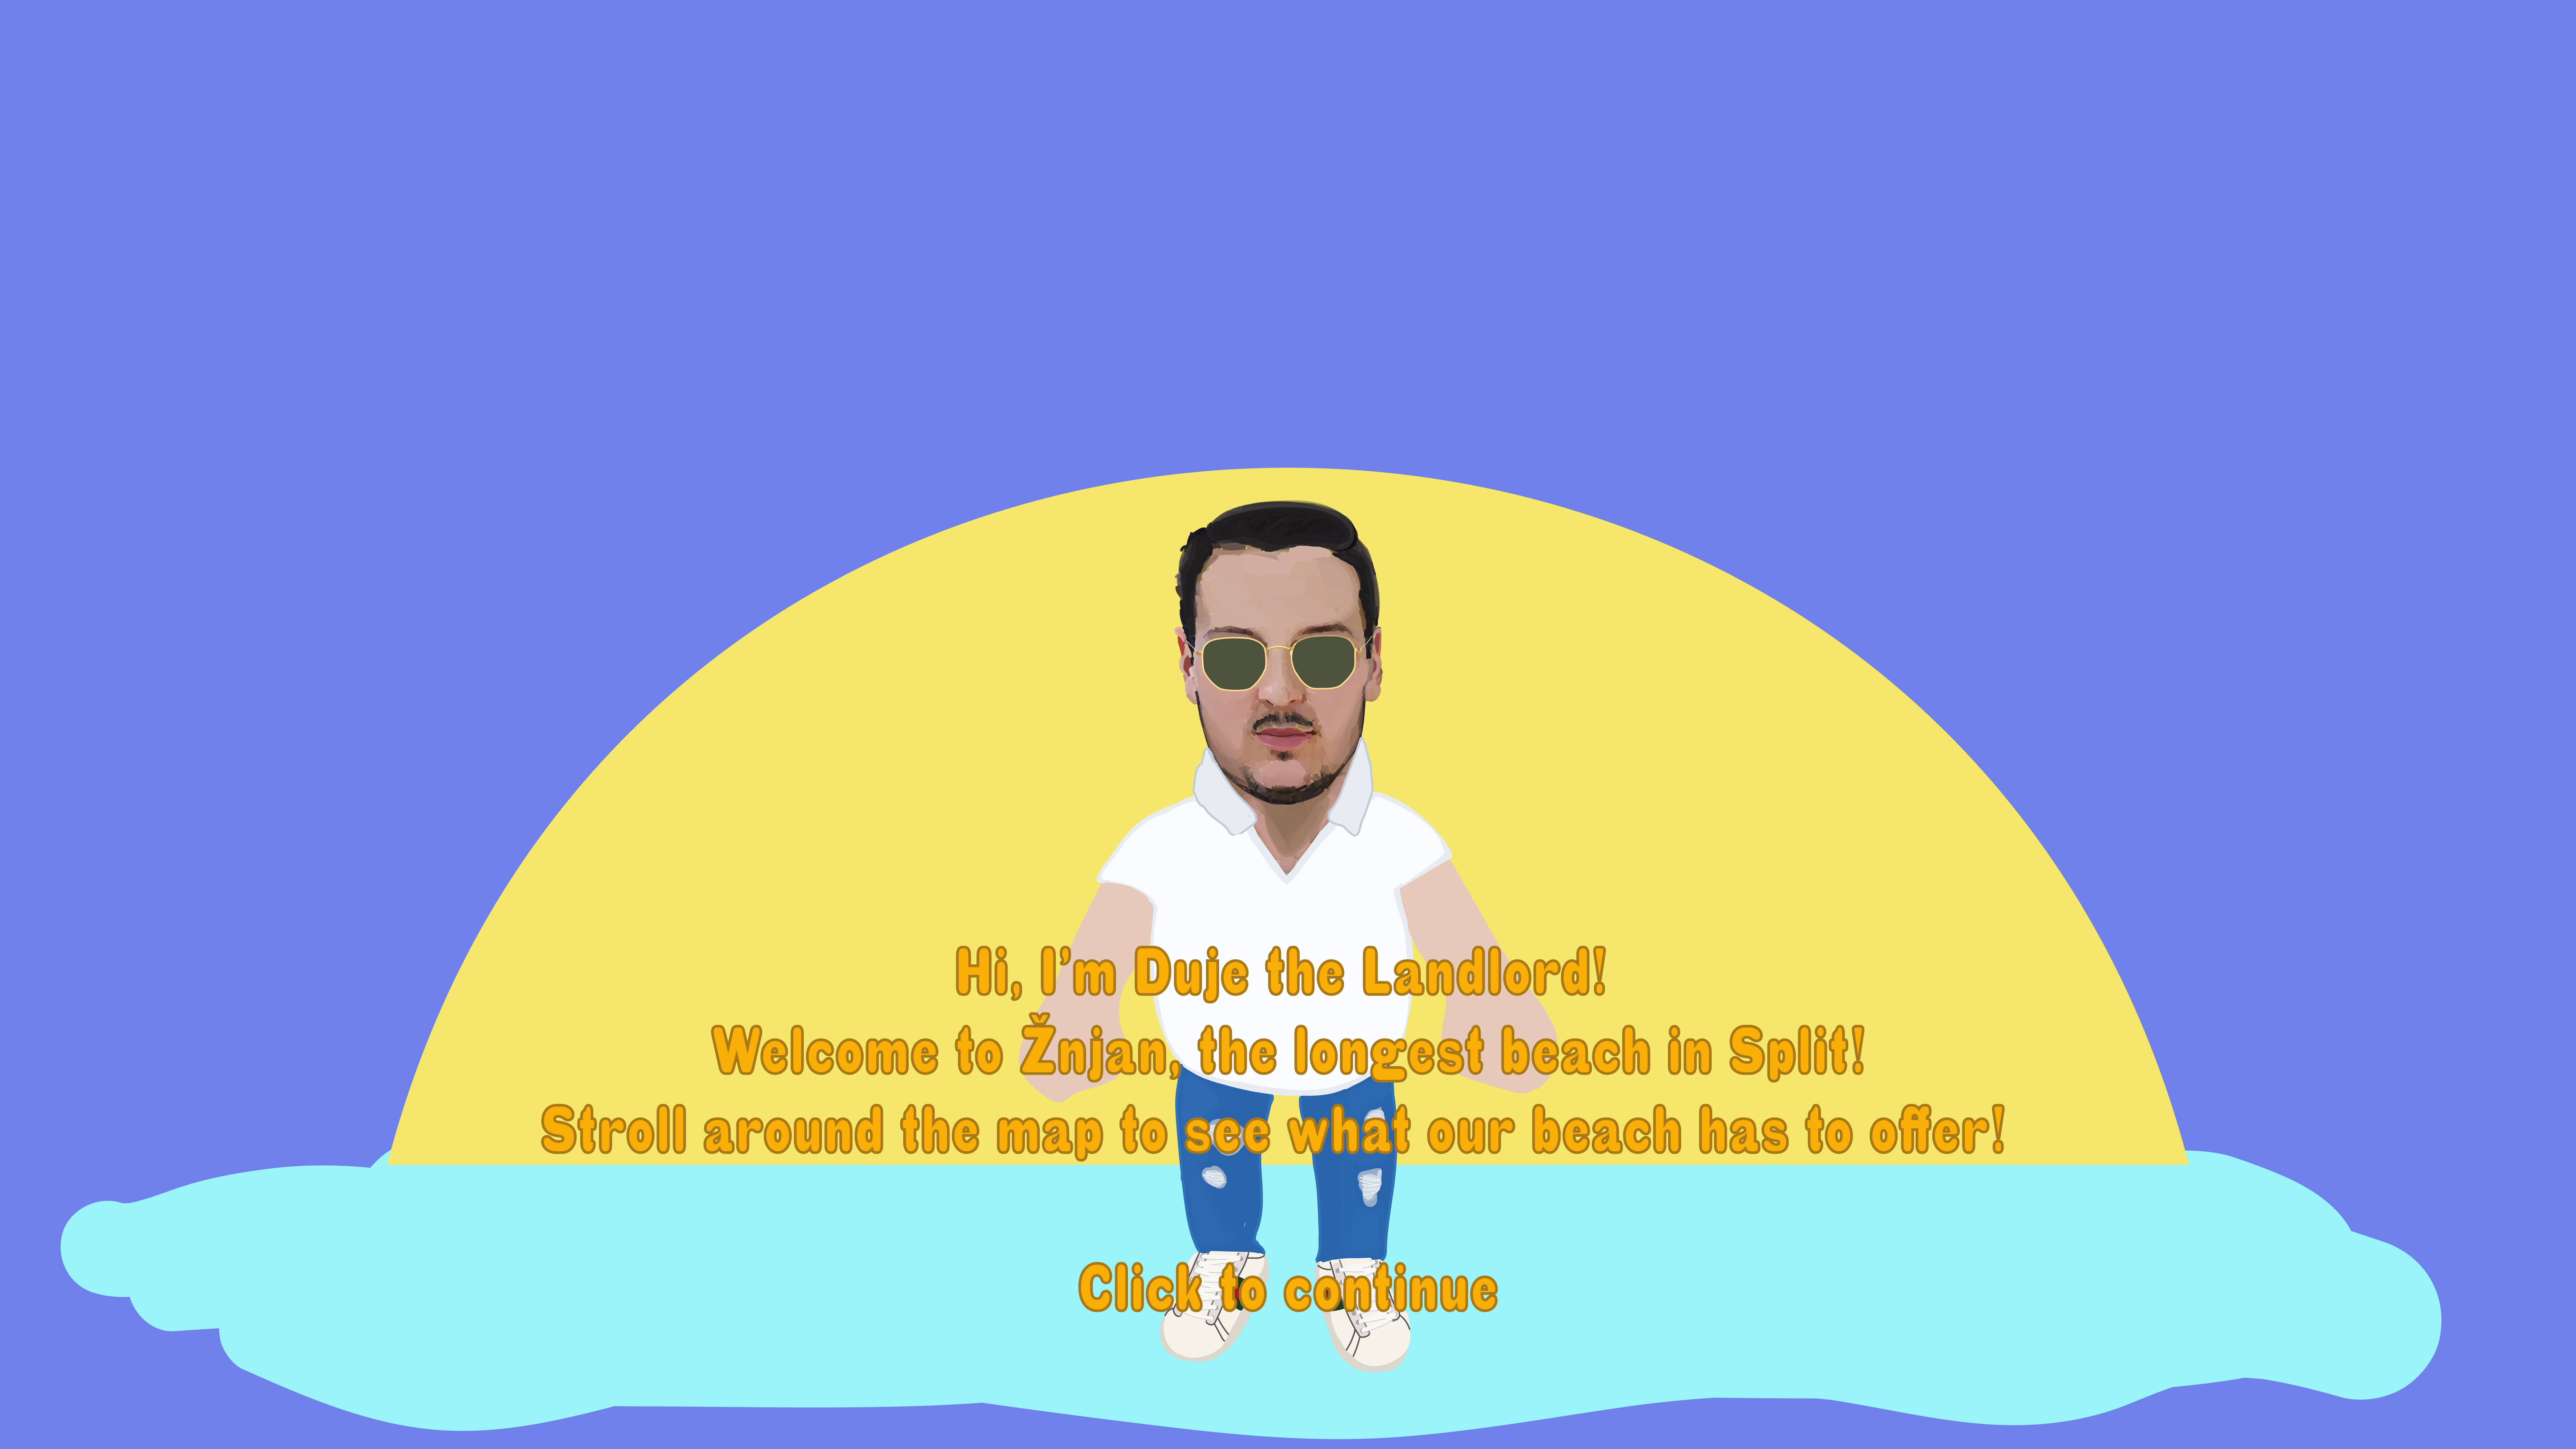 Hi, I’m Duje the Landlord!
Welcome to Žnjan, the longest beach in Split!
Stroll around the map to see what our beach has to offer!
Click to continue